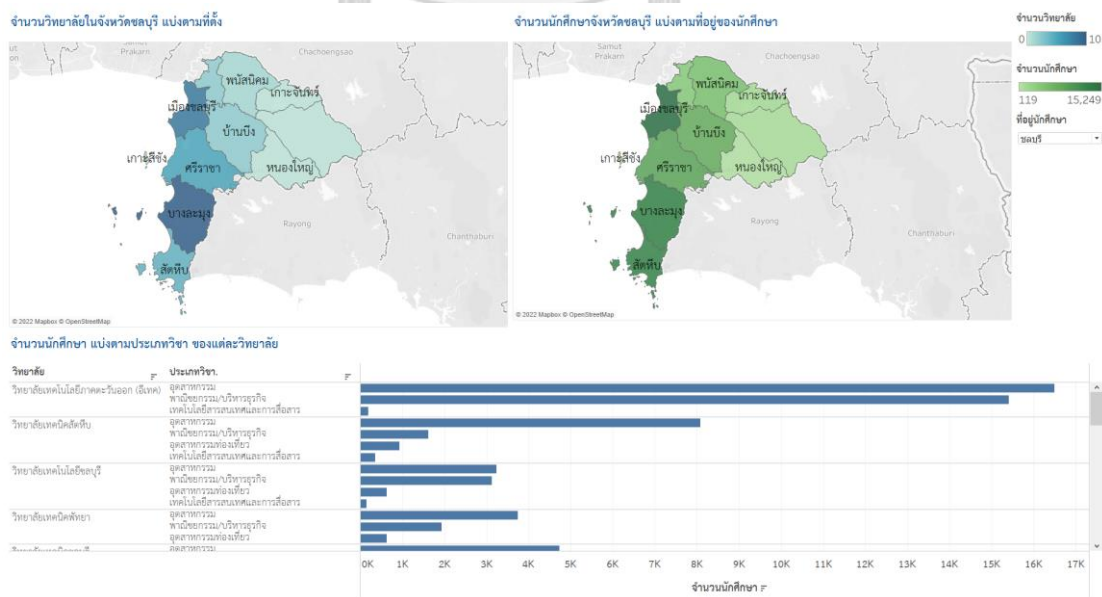 จำนวนวิทยาลัยในจังหวัดชลบุรี แบ่งตามที่ตั้ง
จำนวนนักศึกษาจังหวัดชลบุรี แบ่งตามที่อยู่ของนักศึกษา
จำนวนวิทยาลัย
0 10
จำนวนนักศึกษา
119 15,249
ที่อยู่นักศึกษา
ชลบุรี
Samut Prakarn
Chachoengsao
พนัสนิคม
เกาะจันทร์
เมืองชลบุรี
บ้านบึง
เกาะสีชัง
ศรีราชา
หนองใหญ่
บางละมุง
Rayong
Chanthaburi
สัตหีบ
© 2022 Mapbox © OpenStreetMap
Samut Prakarn
Chachoengsao
พนัสนิคม
เกาะจันทร์
เมืองชลบุรี
บ้านบึง
เกาะสีชัง
ศรีราชา
หนองใหญ่
บางละมุง
Rayong
Chanthaburi
สัตหีบ
© 2022 Mapbox © OpenStreetMap
จำนวนนักศึกษา แบ่งตามประเภทวิชา ของแต่ละวิทยาลัย
วิทยาลัย ประเภทวิชา.
วิทยาลัยเทคโนโลยีภาคตะวันออก (อีเทค) อุตสาหกรรม
พาณิชยกรรม/บริหารธุรกิจ
เทคโนโลยีสารสนเทศและการสื่อสาร
วิทยาลัยเทคนิคสัตหีบ อุตสาหกรรม
พาณิชยกรรม/บริหารธุรกิจ
อุตสาหกรรมท่องเที่ยว
เทคโนโลยีสารสนเทศและการสื่อสาร
วิทยาลัยเทคโนโลยีชลบุรี อุตสาหกรรม
พาณิชยกรรม/บริหารธุรกิจ
อุตสาหกรรมท่องเที่ยว
เทคโนโลยีสารสนเทศและการสื่อสาร
วิทยาลัยเทคนิคพัทยา อุตสาหกรรม
พาณิชยกรรม/บริหารธุรกิจ
อุตสาหกรรมท่องเที่ยว
อุตสาหกรรม
0K 1K 2K 3K 4K 5K 6K 7K 8K 9K 10K 11K 12K 13K 14K 15K 16K 17K
จำนวนนักศึกษา